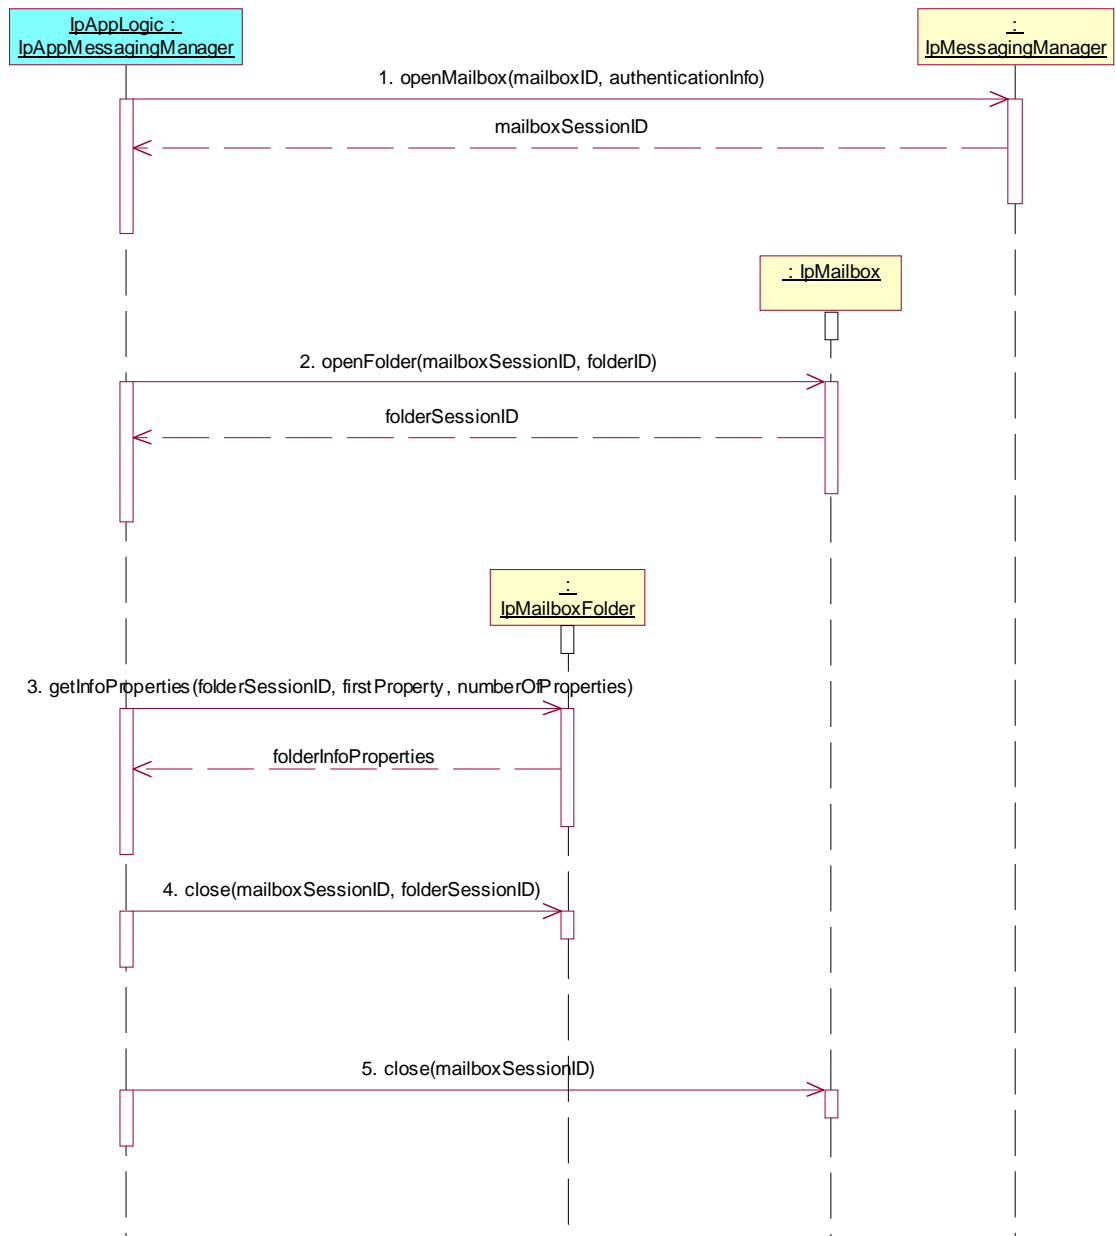 IpAppLogic :
IpAppMessagingManager
:
IpMessagingManager
1. openMailbox(mailboxID, authenticationInfo)
mailboxSessionID
: IpMailbox
2. openFolder(mailboxSessionID, folderID)
folderSessionID
:
IpMailboxFolder
3. getInfoProperties(folderSessionID, firstProperty, numberOfProperties)
folderInfoProperties
4. close(mailboxSessionID, folderSessionID)
5. close(mailboxSessionID)